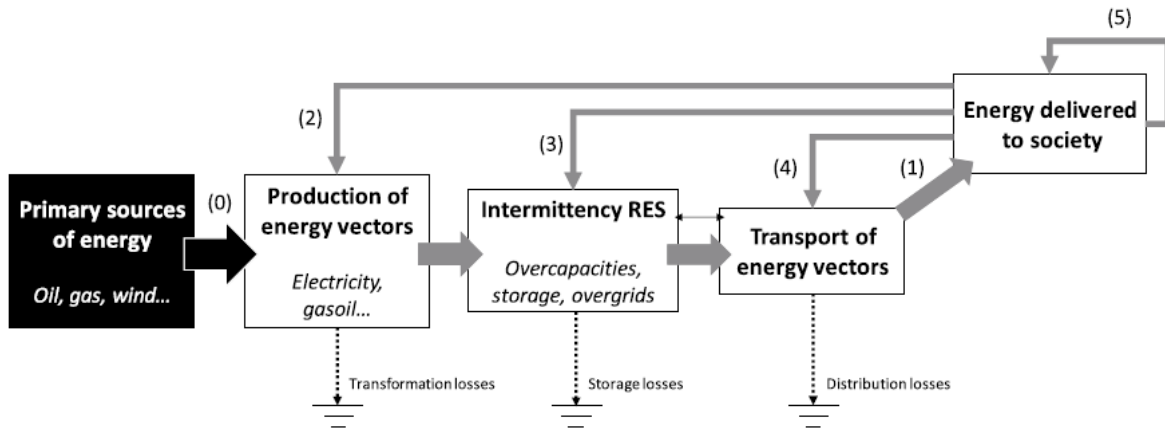 (5)
Energy delivered
to society
(2)
(3)
(4)
(1)
(0)
Primary sources
of energy
Oil, gas, wind...
Production of
energy vectors
Electricity,
gasoil...
Intermittency RES
Overcapacities,
storage, overgrids
Transport of
energy vectors
Transformation losses
Storage losses
Distribution losses